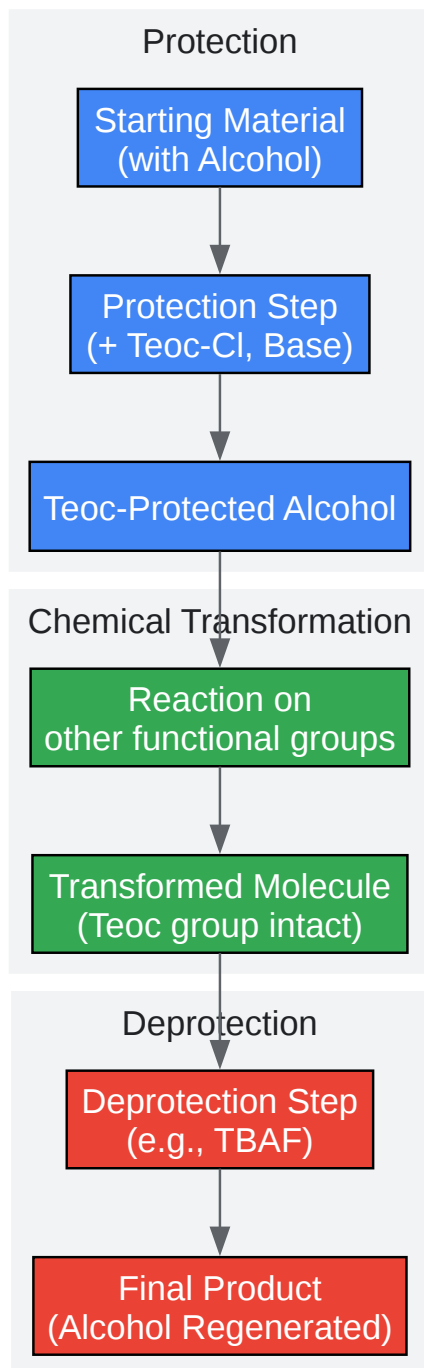 Protection
Starting Material
(with Alcohol)
Protection Step
(+ Teoc-Cl, Base)
Teoc-Protected Alcohol
Chemical Transformation
Reaction on
other functional groups
Transformed Molecule
(Teoc group intact)
Deprotection
Deprotection Step
(e.g., TBAF)
Final Product
(Alcohol Regenerated)